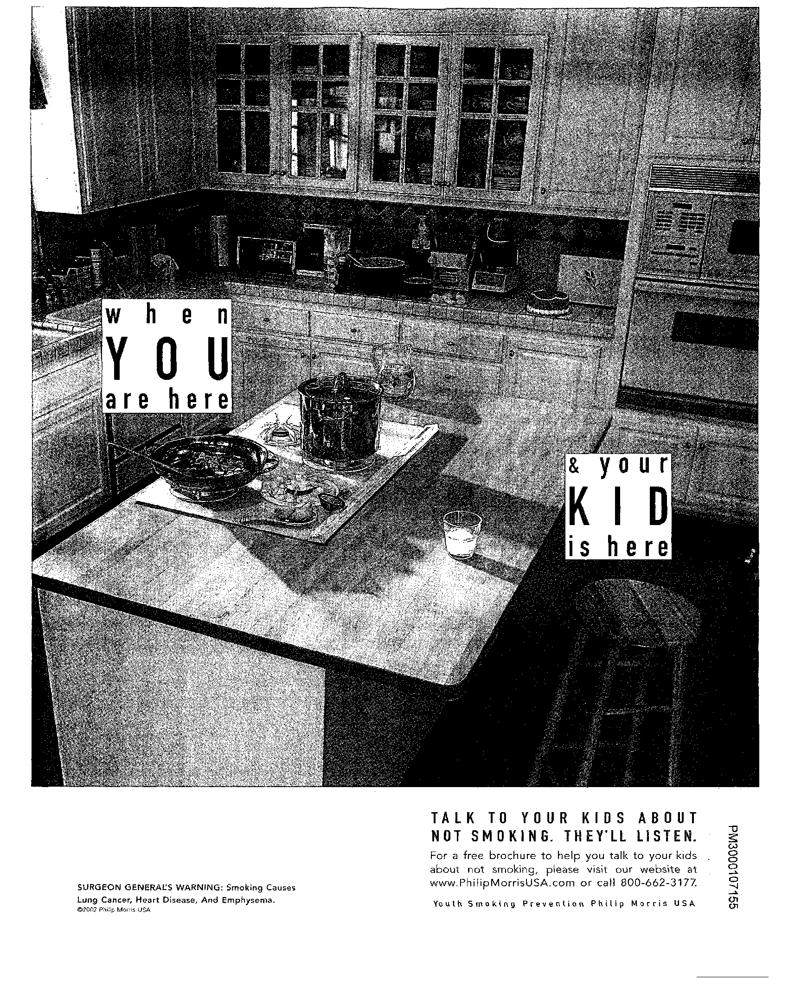 when
YOU
are here
& your
KID
is here
TALK TO YOUR KIDS ABOUT
NOT SMOKING. THEY'LL LISTEN.
For a free brochure to help you talk to your kids
about not smoking, please visit our website at
www.PhilipMorrisUSA.com or call 800-662-3177.
Youth Smoking Prevention Philip Morris USA
SURGEON GENERAL'S WARNING: Smoking Causes
Lung Cancer, Heart Disease, And Emphysema.
©2002 Philip Morris USA
PM3000107155